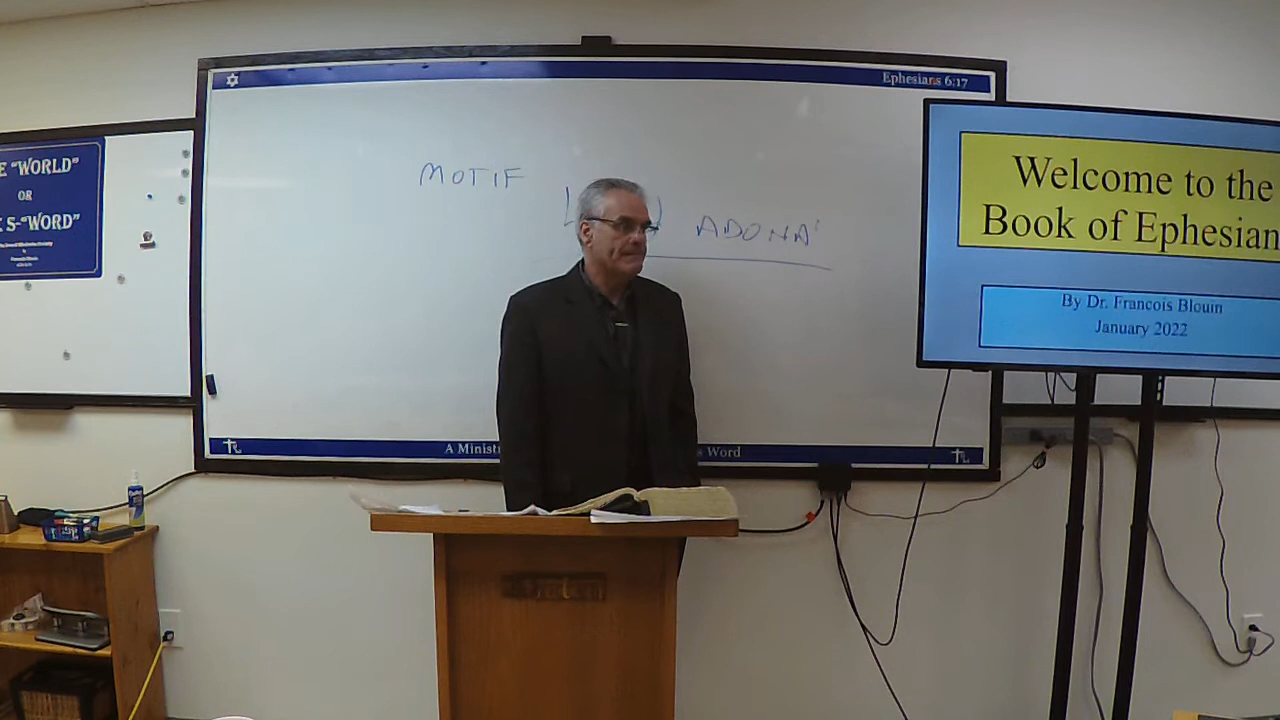 Ephesians 6:17
E "WORLD"
OR
E S-"WORD"
MOTIF
ADONA
Welcome to the
Book of Ephesian
By Dr. Francois Blouin
January 2022
A Minist
Word